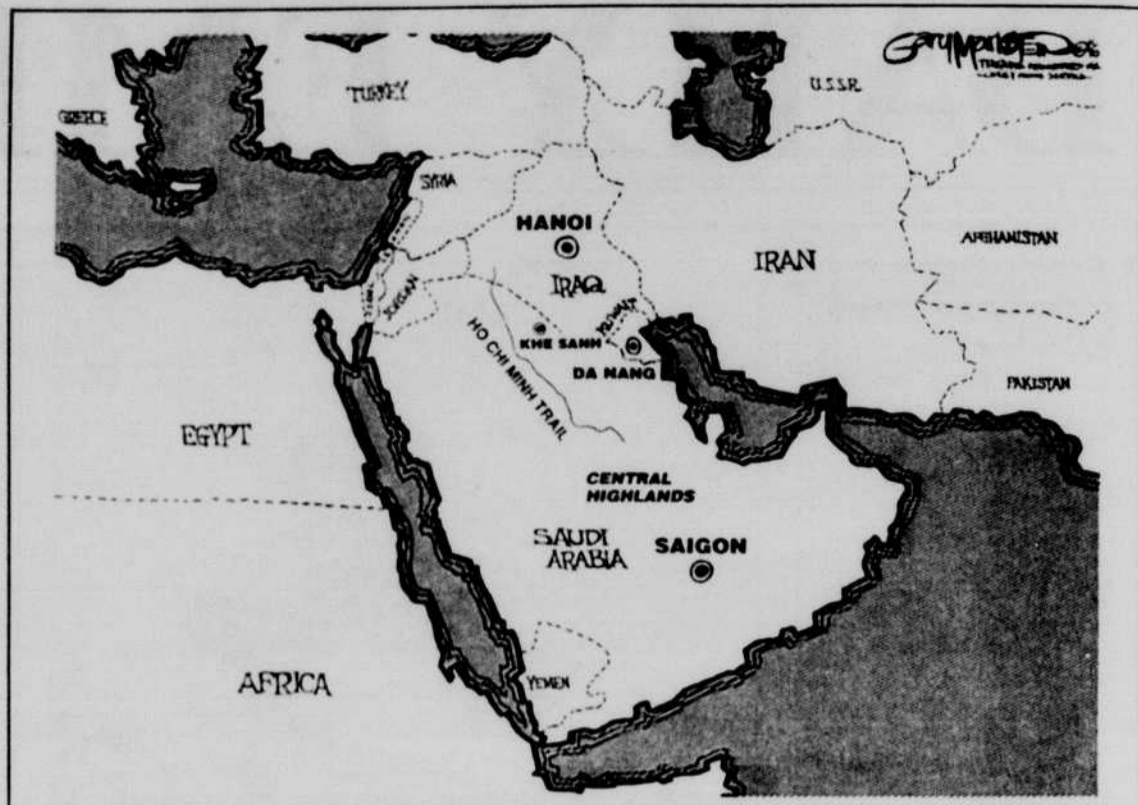 U.S.S.R.
TURKEY
GREECE
SYRIA
HANOI
AFGHANISTAN
IRAN
IRAQ
JORDAN
KUWAIT
KHE SANH
HO CHI MINH TRAIL
DA NANG
PAKISTAN
EGYPT
CENTRAL
HIGHLANDS
SAUDI
ARABIA
SAIGON
AFRICA
YEMEN